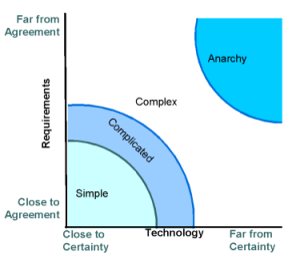 Far from
Agreement
Anarchy
Requirements
Complex
Complicated
Simple
Close to
Agreement
Close to
Certainty
Technology
Far from
Certainty